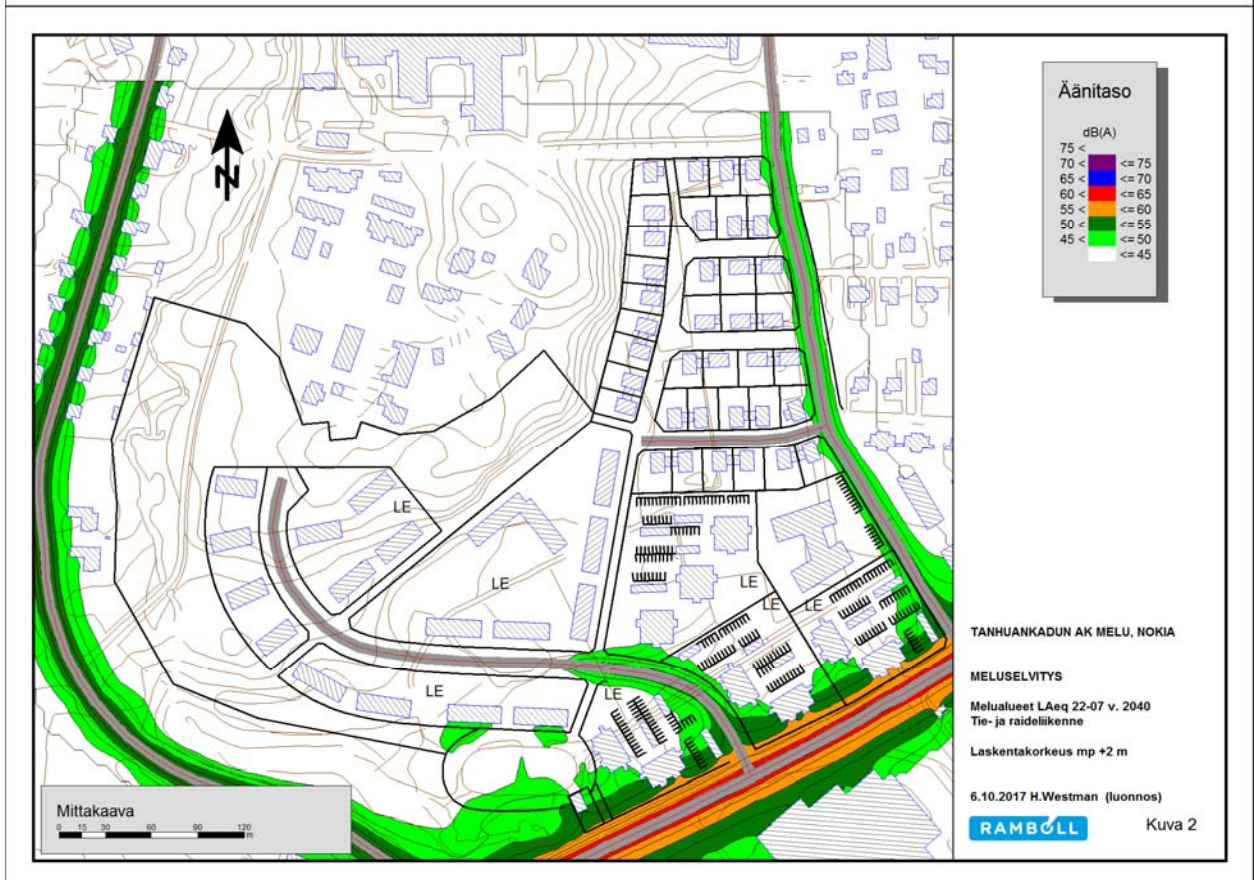 N
LE
LE
LE
LE
LE
LE
LE
Mittakaava
0 15 30 60 90 120
m
Äänitaso
dB(A)
75 <
70 < <= 75
65 < <= 70
60 < <= 65
55 < <= 60
50 < <= 55
45 < <= 50
<= 45
TANHUANKADUN AK MELU, NOKIA
MELUSELVITYS
Melualueet LAeq 22-07 v. 2040
Tie- ja raideliikenne
Laskentakorkeus mp +2 m
6.10.2017 H.Westman (luonnos)
RAMBOLL
Kuva 2